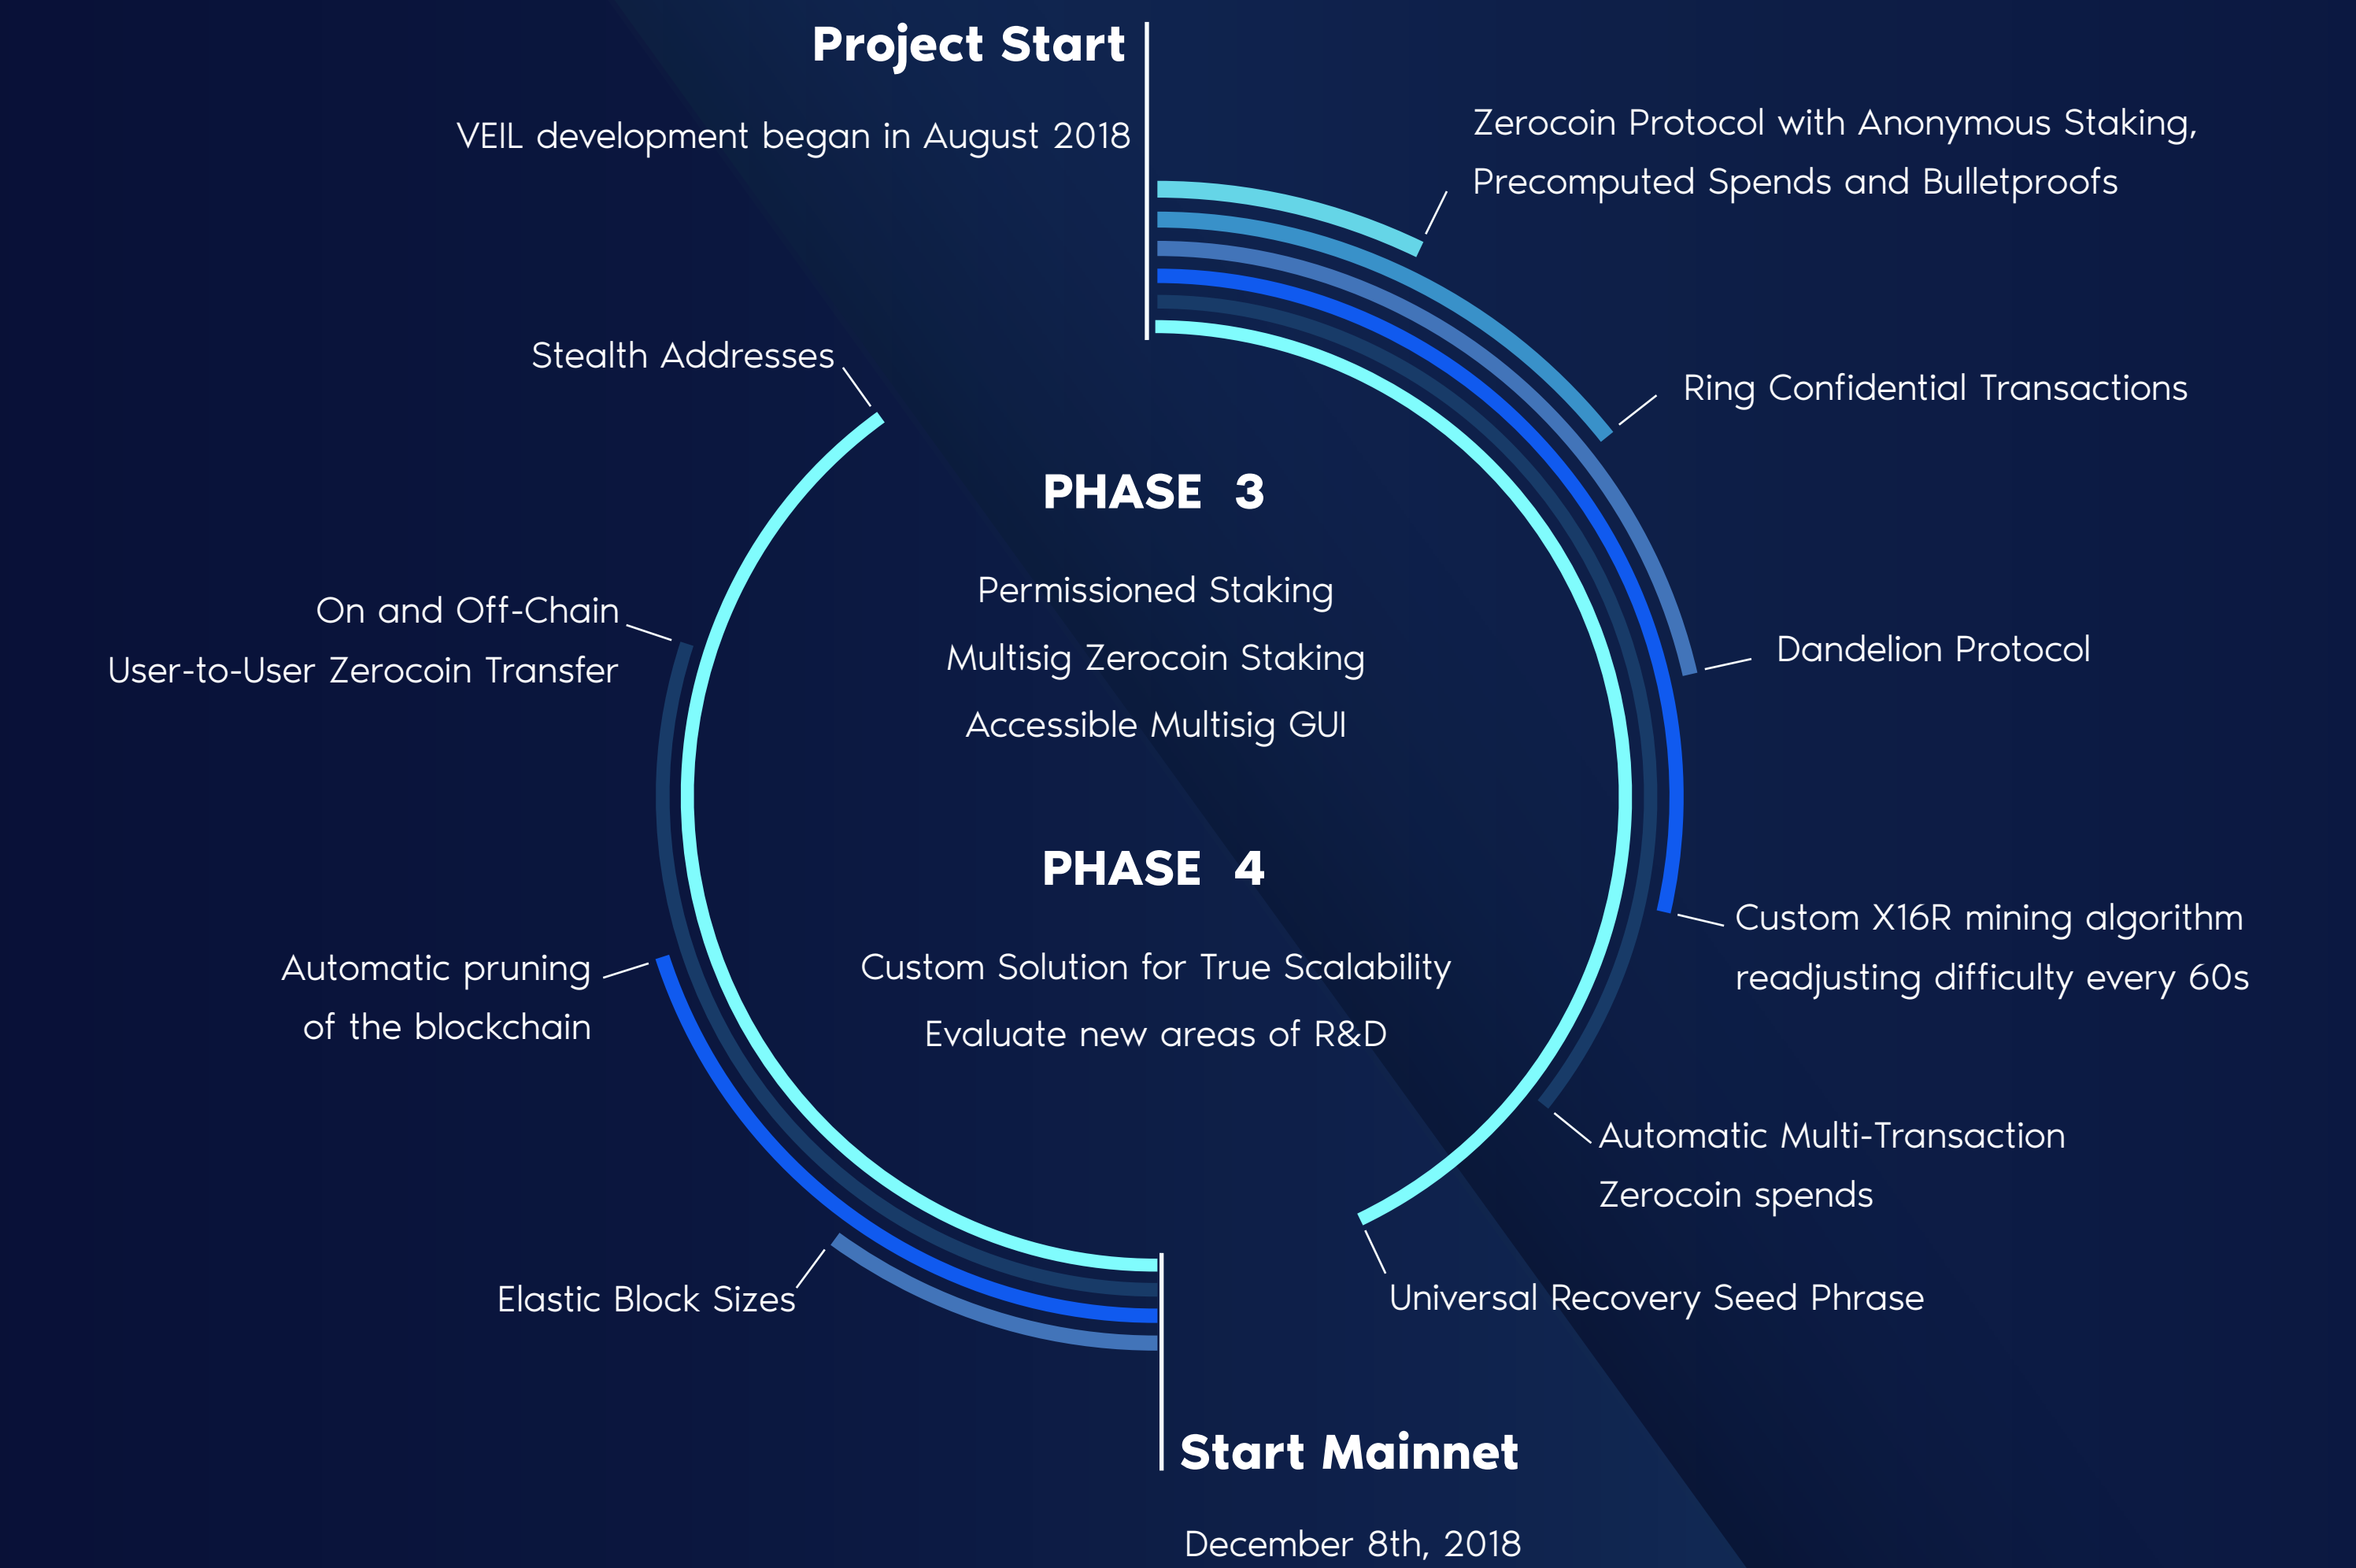 Project Start
VEIL development began in August 2018
Zerocoin Protocol with Anonymous Staking,
Precomputed Spends and Bulletproofs
Ring Confidential Transactions
Dandelion Protocol
Custom X16R mining algorithm
readjusting difficulty every 60s
Automatic Multi-Transaction
Zerocoin spends
Universal Recovery Seed Phrase
Start Mainnet
December 8th, 2018
Elastic Block Sizes
Automatic pruning
of the blockchain
On and Off-Chain
User-to-User Zerocoin Transfer
Stealth Addresses
PHASE 3
Permissioned Staking
Multisig Zerocoin Staking
Accessible Multisig GUI
PHASE 4
Custom Solution for True Scalability
Evaluate new areas of R&D